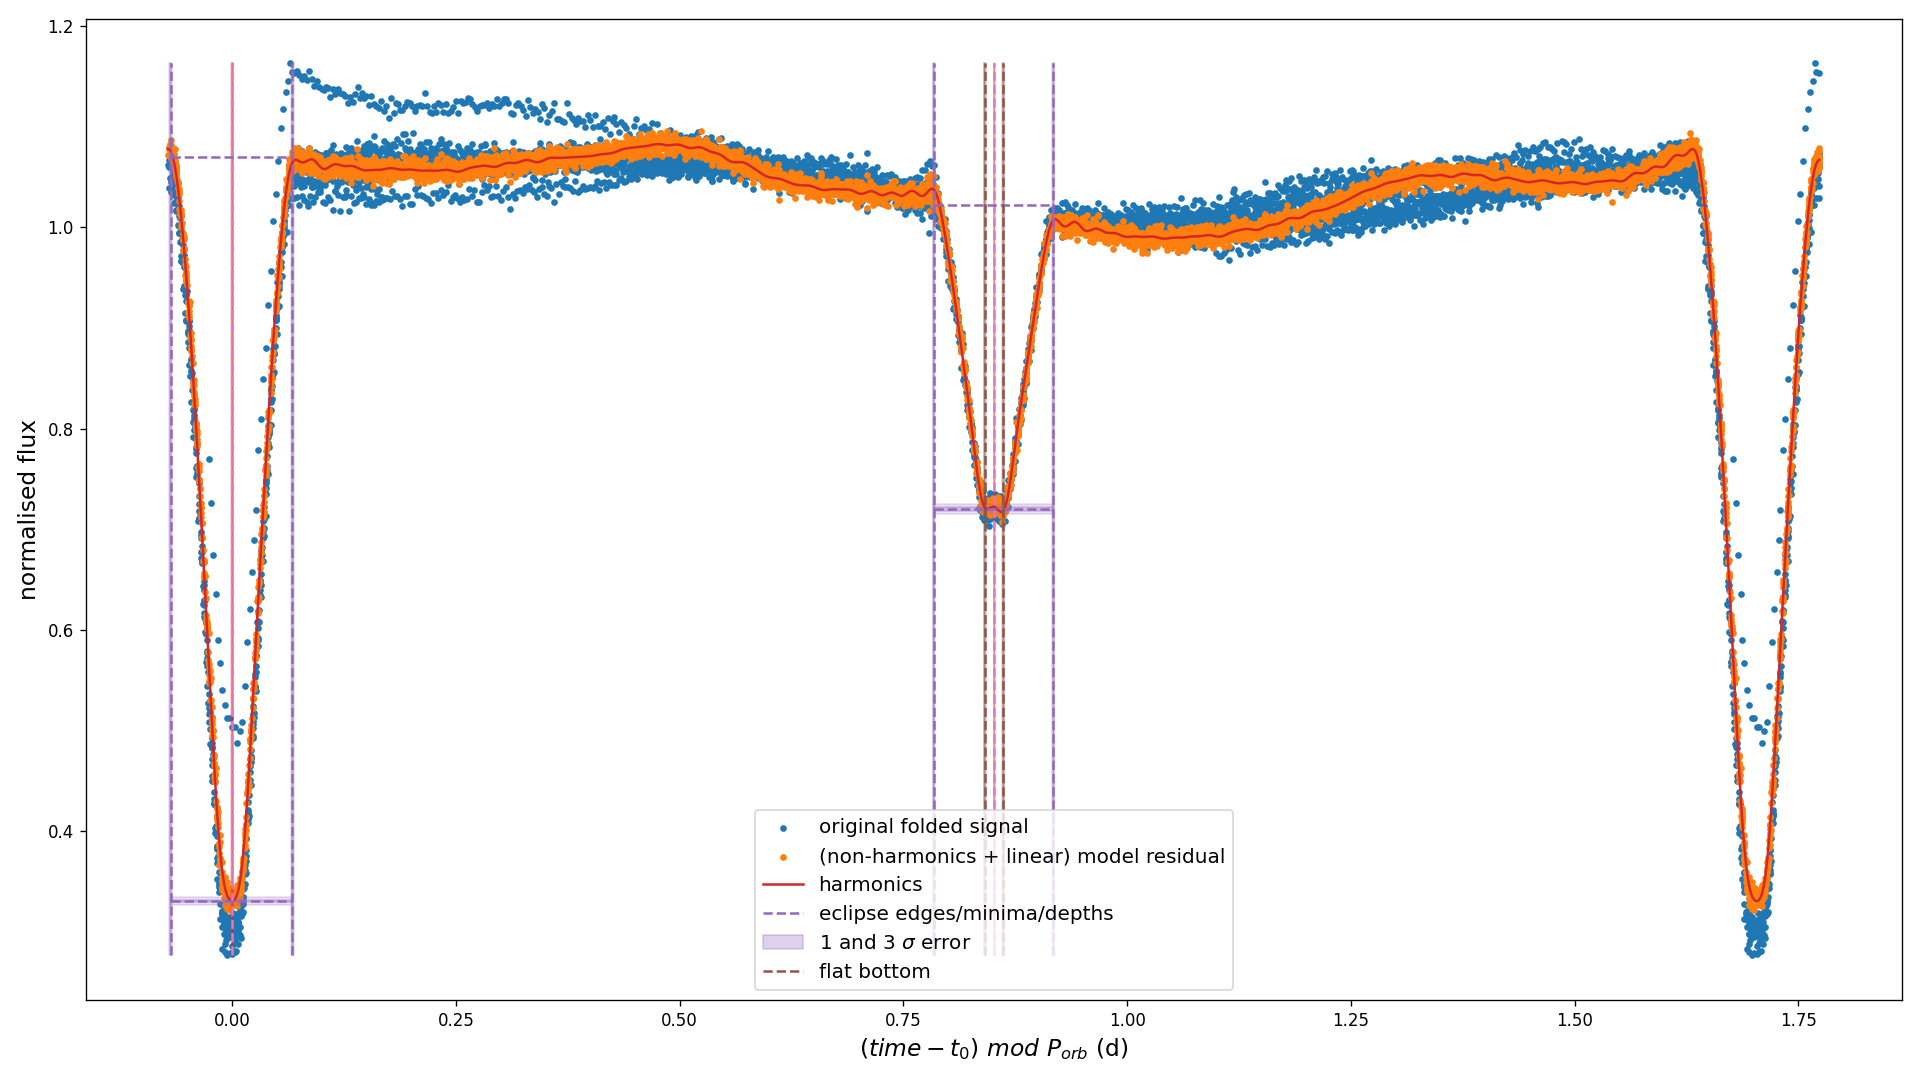 1.2
1.0
0.8
0.6
0.4
normalised flux
original folded signal
(non-harmonics + linear) model residual
harmonics
eclipse edges/minima/depths
1 and 3 σ error
flat bottom
0.00 0.25 0.50 0.75 1.00 1.25 1.50 1.75
(time − t₀) mod Pₒᵣᵦ (d)